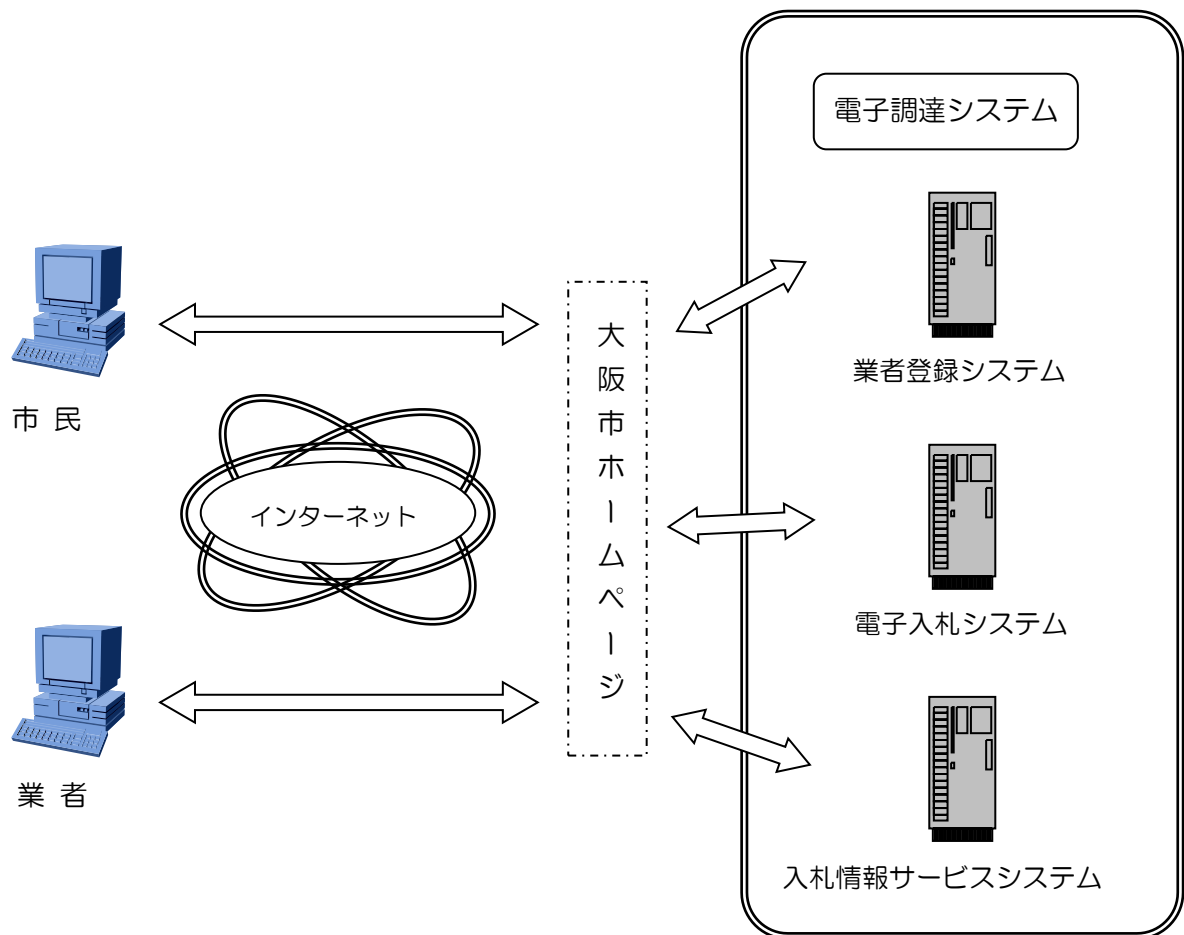 電子調達システム
業者登録システム
市 民
大阪市ホームページ
インターネット
電子入札システム
業 者
入札情報サービスシステム